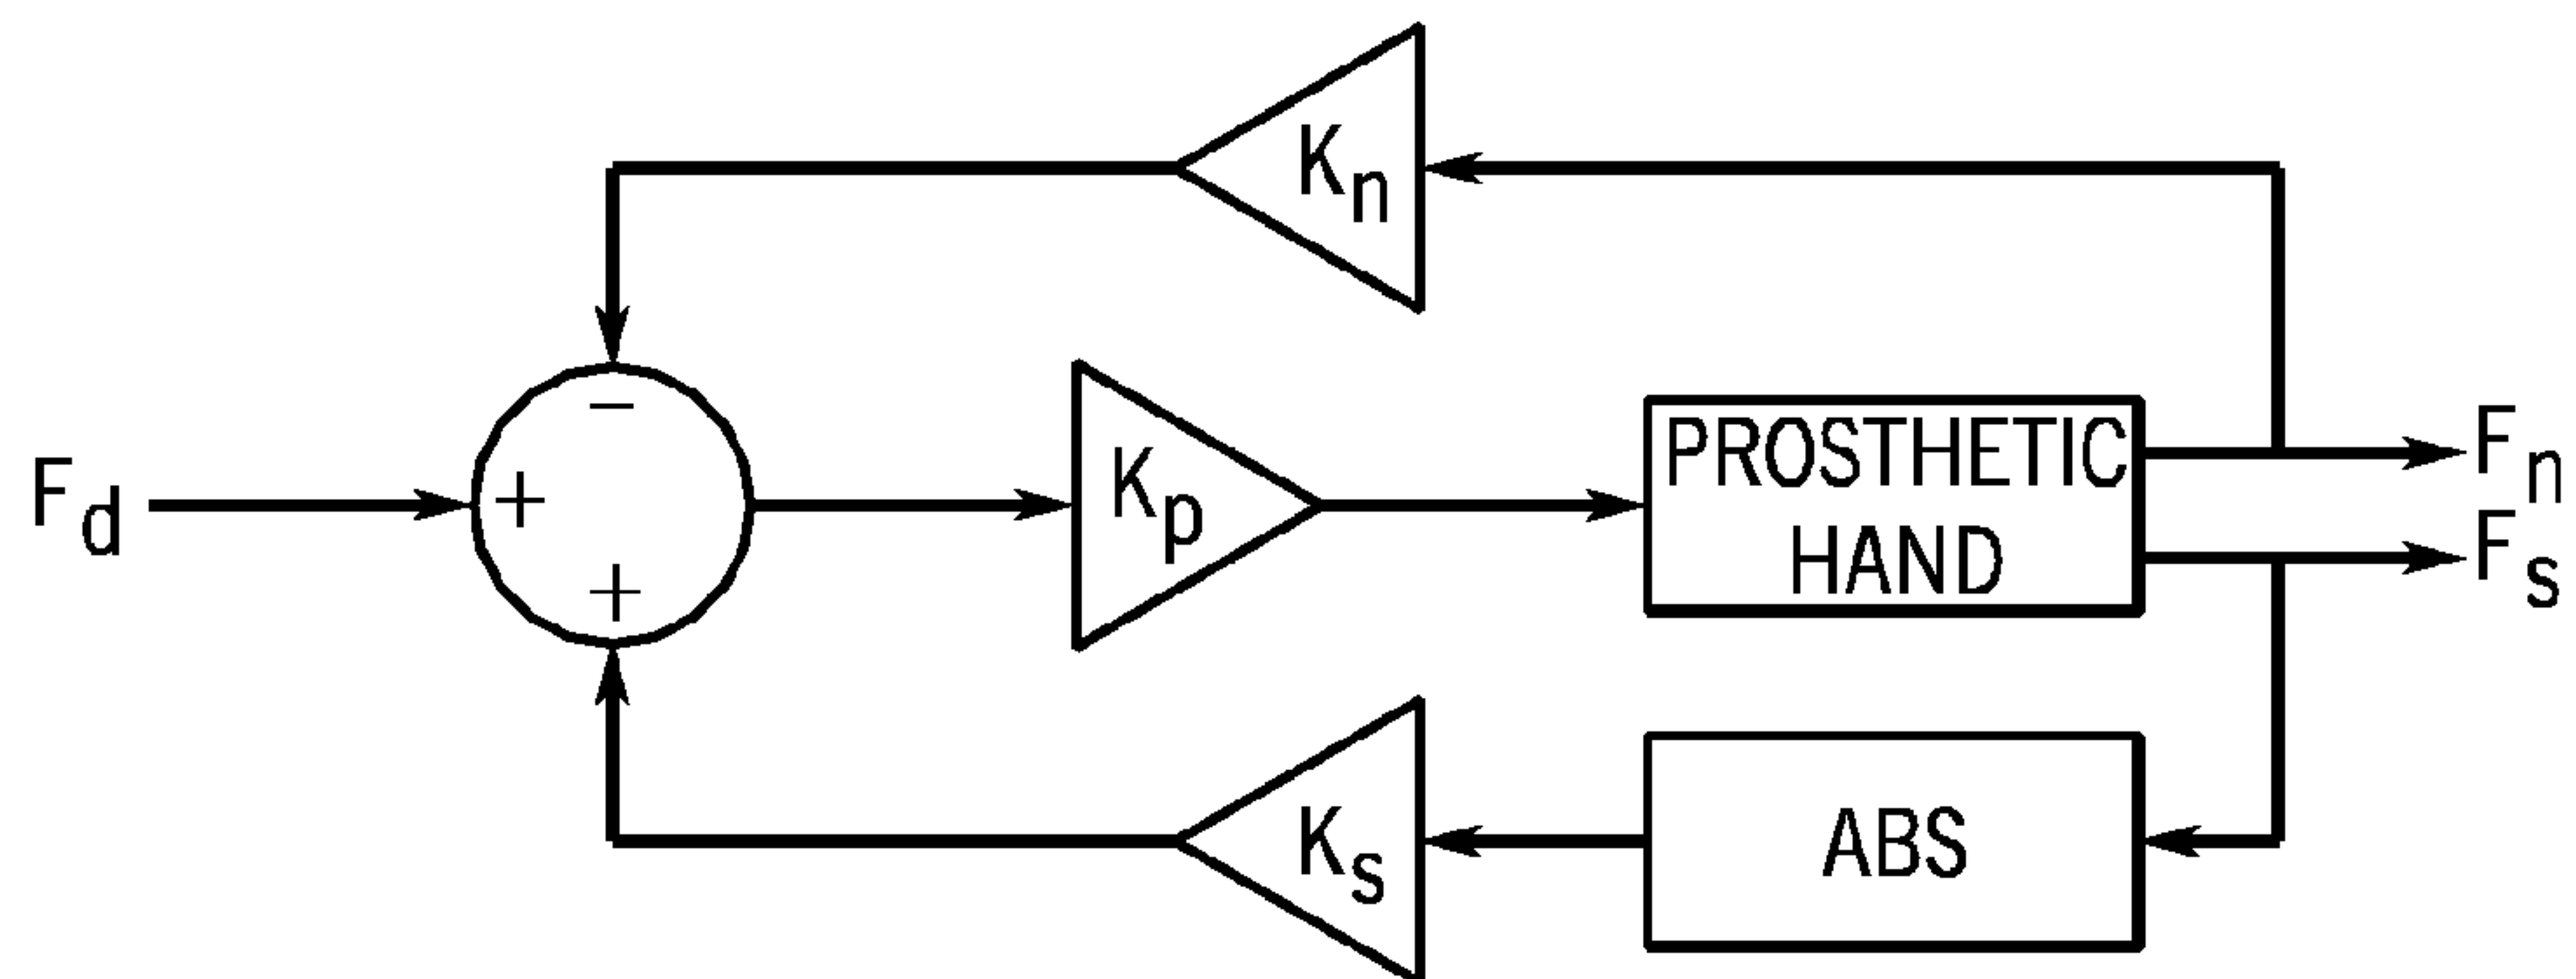 Kn
−
Fd
+
+
Kp
PROSTHETIC
HAND
Fn
Fs
Ks
ABS